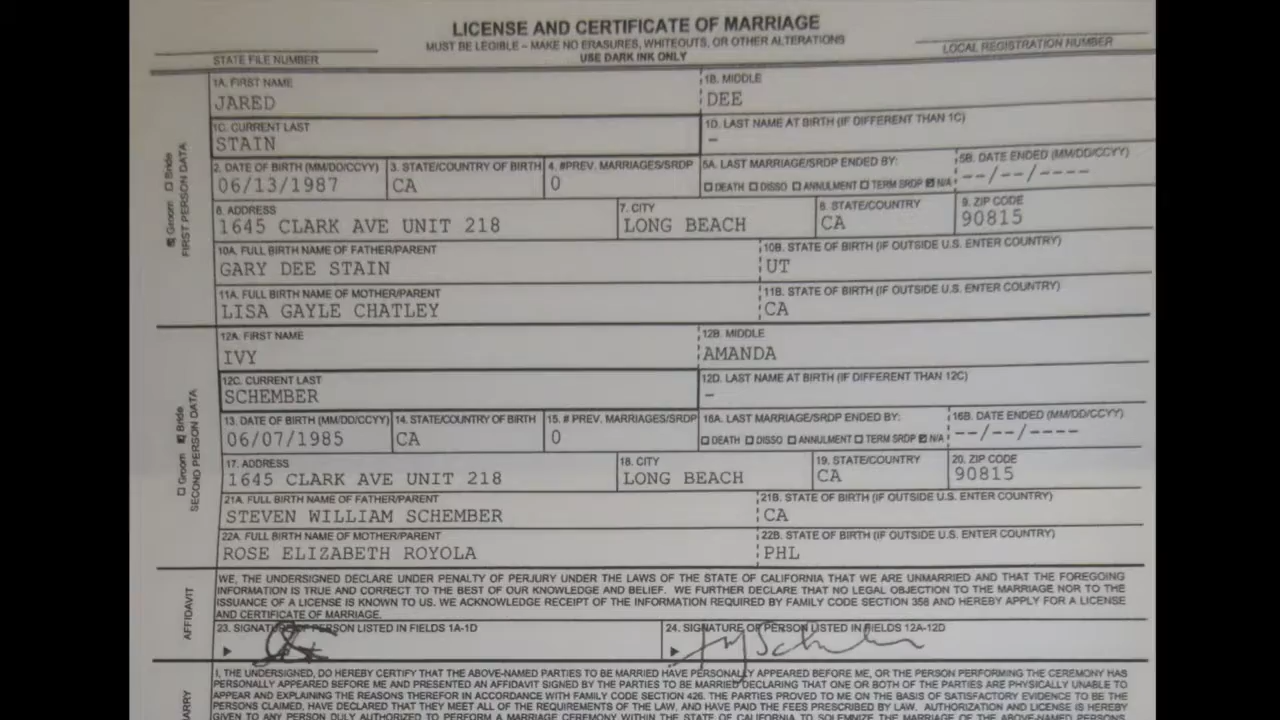 LICENSE AND CERTIFICATE OF MARRIAGE
MUST BE LEGIBLE – MAKE NO ERASURES, WHITEOUTS, OR OTHER ALTERATIONS
USE DARK INK ONLY
STATE FILE NUMBER
LOCAL REGISTRATION NUMBER
1A. FIRST NAME 1B. MIDDLE
JARED DEE
1C. CURRENT LAST 1D. LAST NAME AT BIRTH (IF DIFFERENT THAN 1C)
STAIN –
2. DATE OF BIRTH (MM/DD/CCYY) 3. STATE/COUNTRY OF BIRTH 4. #PREV. MARRIAGES/SRDP 5A. LAST MARRIAGE/SRDP ENDED BY: 5B. DATE ENDED (MM/DD/CCYY)
06/13/1987 CA 0 DEATH DISSO ANNULMENT TERM SRDP N/A --/--/----
6. ADDRESS 7. CITY 8. STATE/COUNTRY 9. ZIP CODE
1645 CLARK AVE UNIT 218 LONG BEACH CA 90815
10A. FULL BIRTH NAME OF FATHER/PARENT 10B. STATE OF BIRTH (IF OUTSIDE U.S. ENTER COUNTRY)
GARY DEE STAIN UT
11A. FULL BIRTH NAME OF MOTHER/PARENT 11B. STATE OF BIRTH (IF OUTSIDE U.S. ENTER COUNTRY)
LISA GAYLE CHATLEY CA
Groom Bride
FIRST PERSON DATA
12A. FIRST NAME 12B. MIDDLE
IVY AMANDA
12C. CURRENT LAST 12D. LAST NAME AT BIRTH (IF DIFFERENT THAN 12C)
SCHEMBER –
13. DATE OF BIRTH (MM/DD/CCYY) 14. STATE/COUNTRY OF BIRTH 15. # PREV. MARRIAGES/SRDP 16A. LAST MARRIAGE/SRDP ENDED BY: 16B. DATE ENDED (MM/DD/CCYY)
06/07/1985 CA 0 DEATH DISSO ANNULMENT TERM SRDP N/A --/--/----
17. ADDRESS 18. CITY 19. STATE/COUNTRY 20. ZIP CODE
1645 CLARK AVE UNIT 218 LONG BEACH CA 90815
21A. FULL BIRTH NAME OF FATHER/PARENT 21B. STATE OF BIRTH (IF OUTSIDE U.S. ENTER COUNTRY)
STEVEN WILLIAM SCHEMBER CA
22A. FULL BIRTH NAME OF MOTHER/PARENT 22B. STATE OF BIRTH (IF OUTSIDE U.S. ENTER COUNTRY)
ROSE ELIZABETH ROYOLA PHL
Groom Bride
SECOND PERSON DATA
AFFIDAVIT
WE, THE UNDERSIGNED DECLARE UNDER PENALTY OF PERJURY UNDER THE LAWS OF THE STATE OF CALIFORNIA THAT WE ARE UNMARRIED AND THAT THE FOREGOING
INFORMATION IS TRUE AND CORRECT TO THE BEST OF OUR KNOWLEDGE AND BELIEF. WE FURTHER DECLARE THAT NO LEGAL OBJECTION TO THE MARRIAGE NOR TO THE
ISSUANCE OF A LICENSE IS KNOWN TO US. WE ACKNOWLEDGE RECEIPT OF THE INFORMATION REQUIRED BY FAMILY CODE SECTION 358 AND HEREBY APPLY FOR A LICENSE
AND CERTIFICATE OF MARRIAGE.
23. SIGNATURE OF PERSON LISTED IN FIELDS 1A-1D 24. SIGNATURE OF PERSON LISTED IN FIELDS 12A-12D
I, THE UNDERSIGNED, DO HEREBY CERTIFY THAT THE ABOVE-NAMED PARTIES TO BE MARRIED HAVE PERSONALLY APPEARED BEFORE ME, OR THE PERSON PERFORMING THE CEREMONY HAS
PERSONALLY APPEARED BEFORE ME AND PRESENTED AN AFFIDAVIT SIGNED BY THE PARTIES TO BE MARRIED DECLARING THAT ONE OR BOTH OF THE PARTIES ARE PHYSICALLY UNABLE TO
APPEAR AND EXPLAINING THE REASONS THEREFOR IN ACCORDANCE WITH FAMILY CODE SECTION 426. THE PARTIES PROVED TO ME ON THE BASIS OF SATISFACTORY EVIDENCE TO BE THE
PERSONS CLAIMED, HAVE DECLARED THAT THEY MEET ALL OF THE REQUIREMENTS OF THE LAW, AND HAVE PAID THE FEES PRESCRIBED BY LAW. AUTHORIZATION AND LICENSE IS HEREBY
GIVEN TO ANY PERSON DULY AUTHORIZED TO PERFORM A MARRIAGE CEREMONY WITHIN THE STATE OF CALIFORNIA TO SOLEMNIZE THE MARRIAGE OF THE ABOVE-NAMED PERSONS